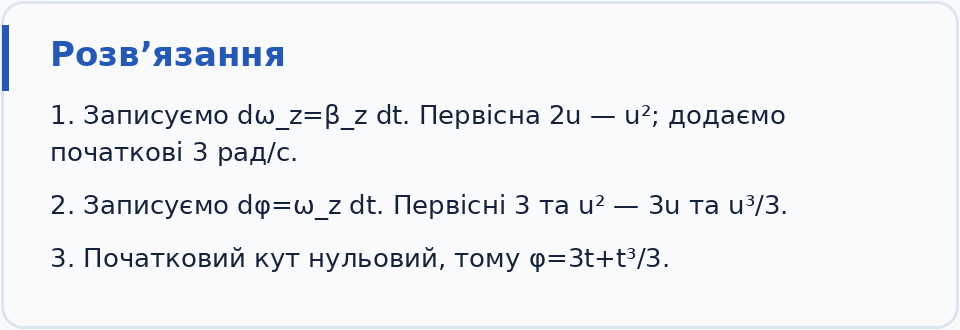 Розв’язання
1. Записуємо dω_z=β_z dt. Первісна 2u — u²; додаємо
початкові 3 рад/с.
2. Записуємо dφ=ω_z dt. Первісні 3 та u² — 3u та u³/3.
3. Початковий кут нульовий, тому φ=3t+t³/3.